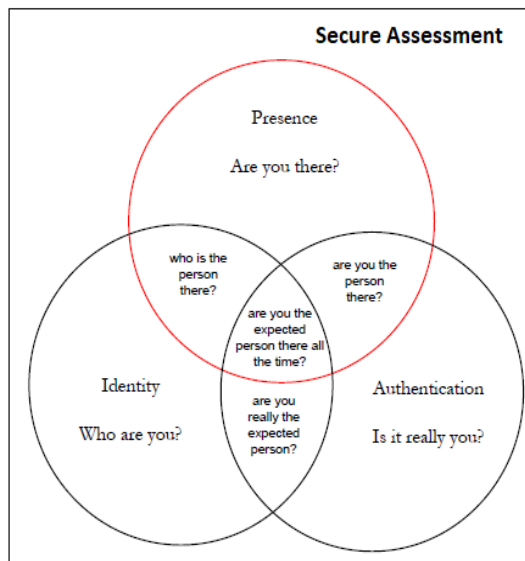 Secure Assessment
Presence
Are you there?
who is the
person
there?
are you the
person
there?
are you the
expected
person there all
the time?
Identity
Who are you?
are you
really the
expected
person?
Authentication
Is it really you?